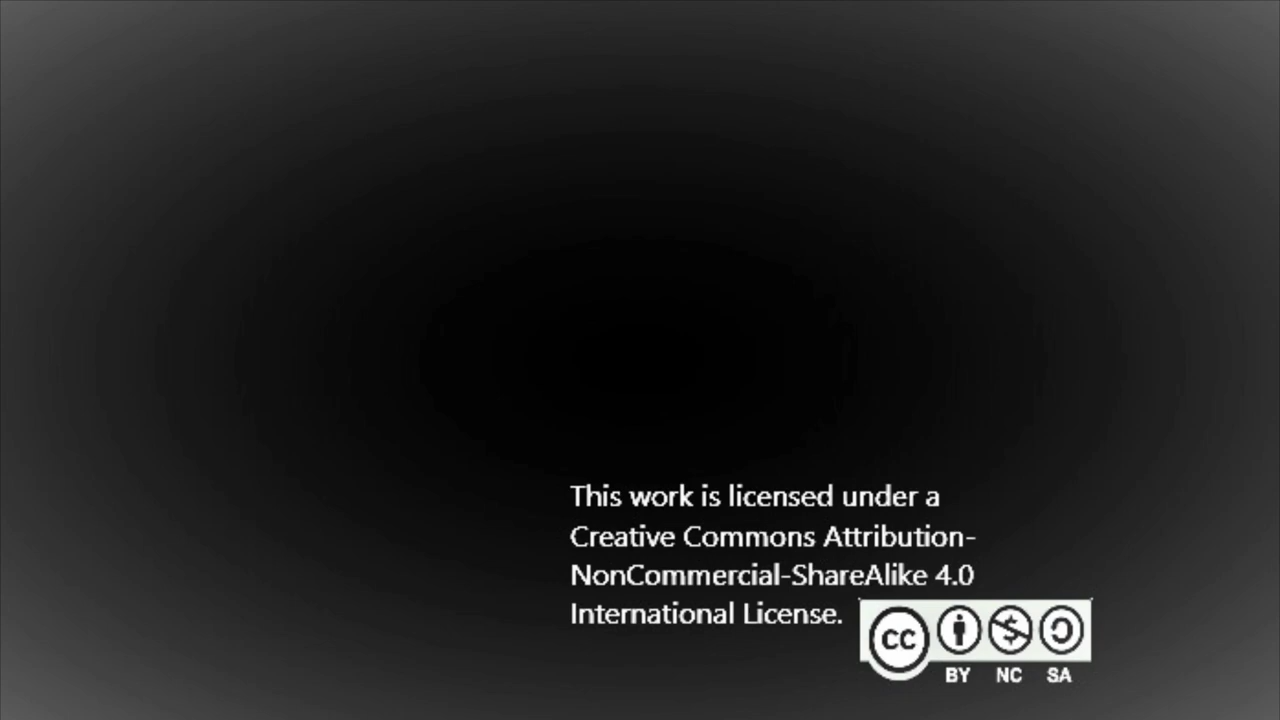 This work is licensed under a
Creative Commons Attribution-
NonCommercial-ShareAlike 4.0
International License.
CC
BY NC SA